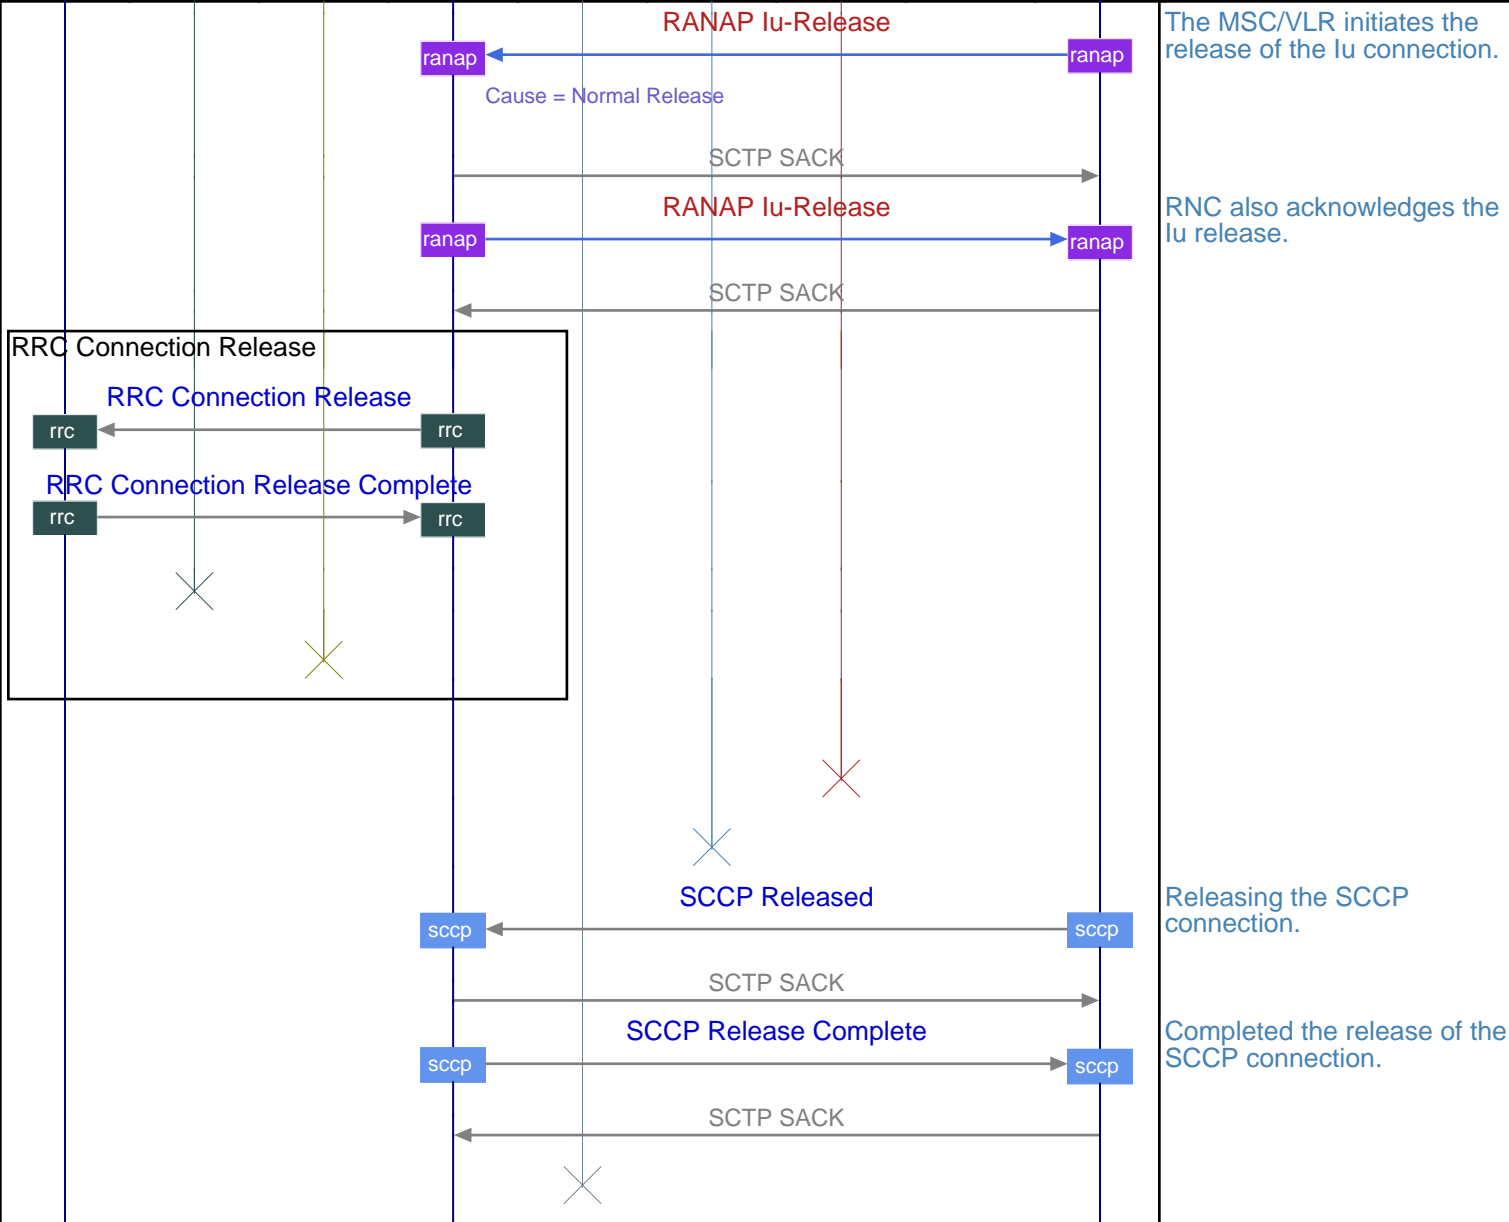 RANAP Iu-Release
The MSC/VLR initiates the
release of the Iu connection.
ranap
ranap
Cause = Normal Release
SCTP SACK
RANAP Iu-Release
RNC also acknowledges the
Iu release.
ranap
ranap
SCTP SACK
RRC Connection Release
RRC Connection Release
rrc
rrc
RRC Connection Release Complete
rrc
rrc
SCCP Released
Releasing the SCCP
connection.
sccp
sccp
SCTP SACK
SCCP Release Complete
Completed the release of the
SCCP connection.
sccp
sccp
SCTP SACK